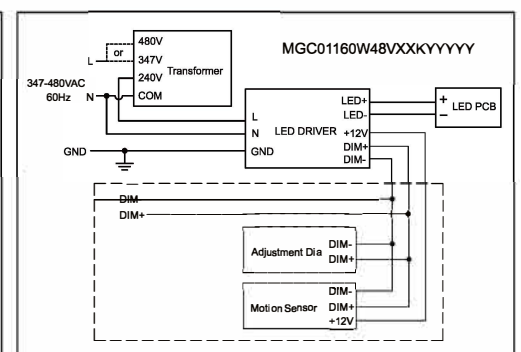 MGC01160W48VXXKYYYYY
480V
or
L
347V
Transformer
240V
347-480VAC
60Hz
N
COM
L
LED+
+
LED PCB
LED-
−
N
LED DRIVER
+12V
GND
GND
DIM+
DIM-
DIM-
DIM+
Adjustment Dia
DIM-
DIM+
DIM-
Motion Sensor
DIM+
+12V